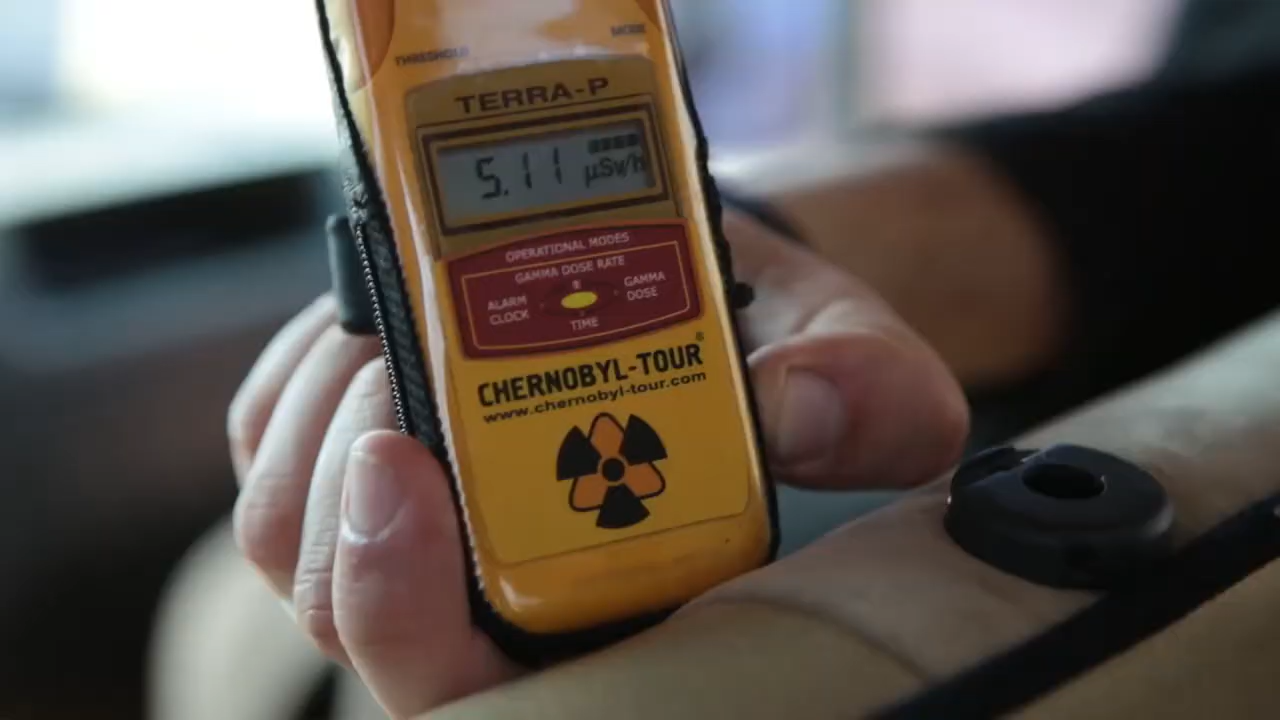 THRESHOLD MODE
TERRA-P
5.11 µSv/h
OPERATIONAL MODES
GAMMA DOSE RATE
ALARM
CLOCK
GAMMA
DOSE
TIME
CHERNOBYL-TOUR®
www.chernobyl-tour.com